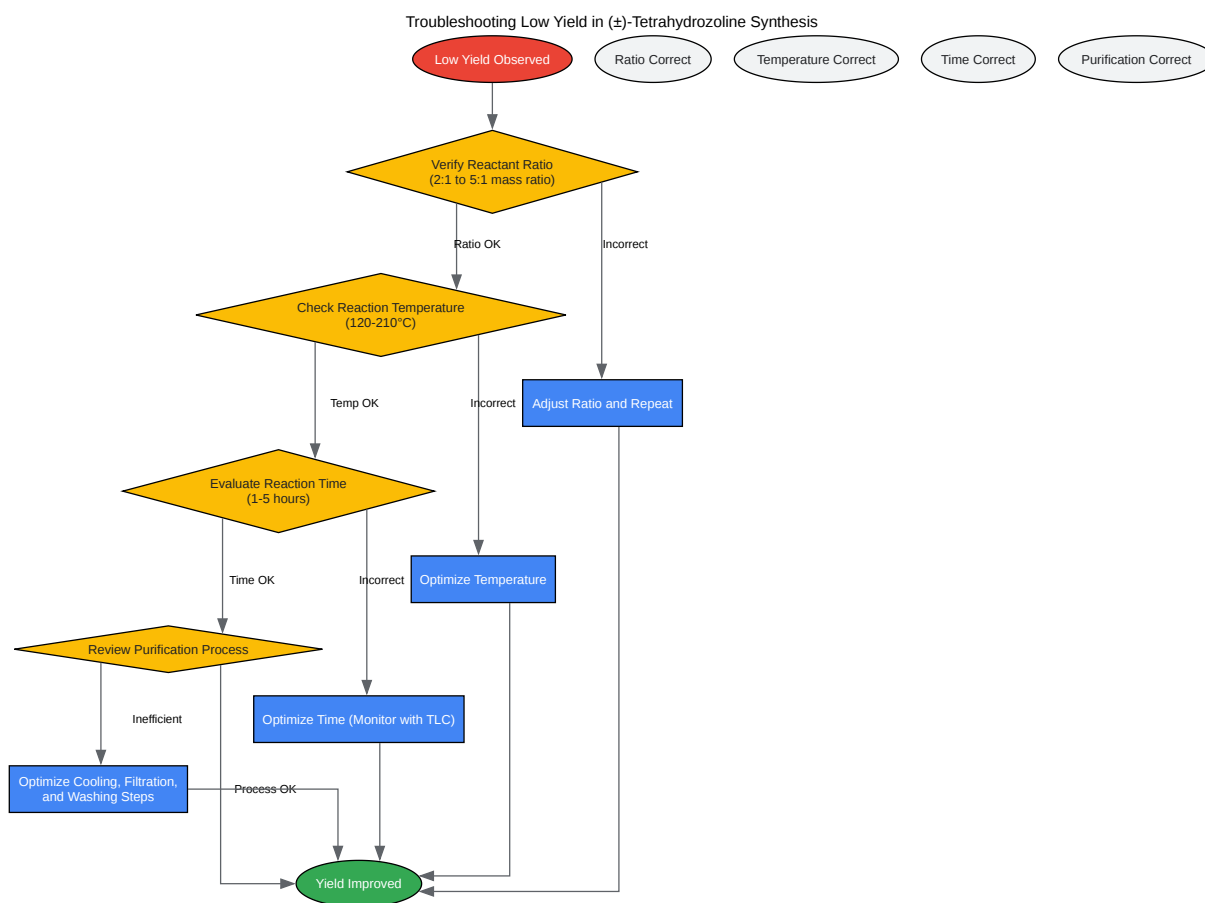 Troubleshooting Low Yield in (±)-Tetrahydrozoline Synthesis
Low Yield Observed
Ratio Correct
Temperature Correct
Time Correct
Purification Correct
Verify Reactant Ratio
(2:1 to 5:1 mass ratio)
Ratio OK
Incorrect
Check Reaction Temperature
(120-210°C)
Temp OK
Incorrect
Adjust Ratio and Repeat
Evaluate Reaction Time
(1-5 hours)
Time OK
Incorrect
Optimize Temperature
Review Purification Process
Inefficient
Optimize Time (Monitor with TLC)
Optimize Cooling, Filtration,
and Washing Steps
Process OK
Yield Improved